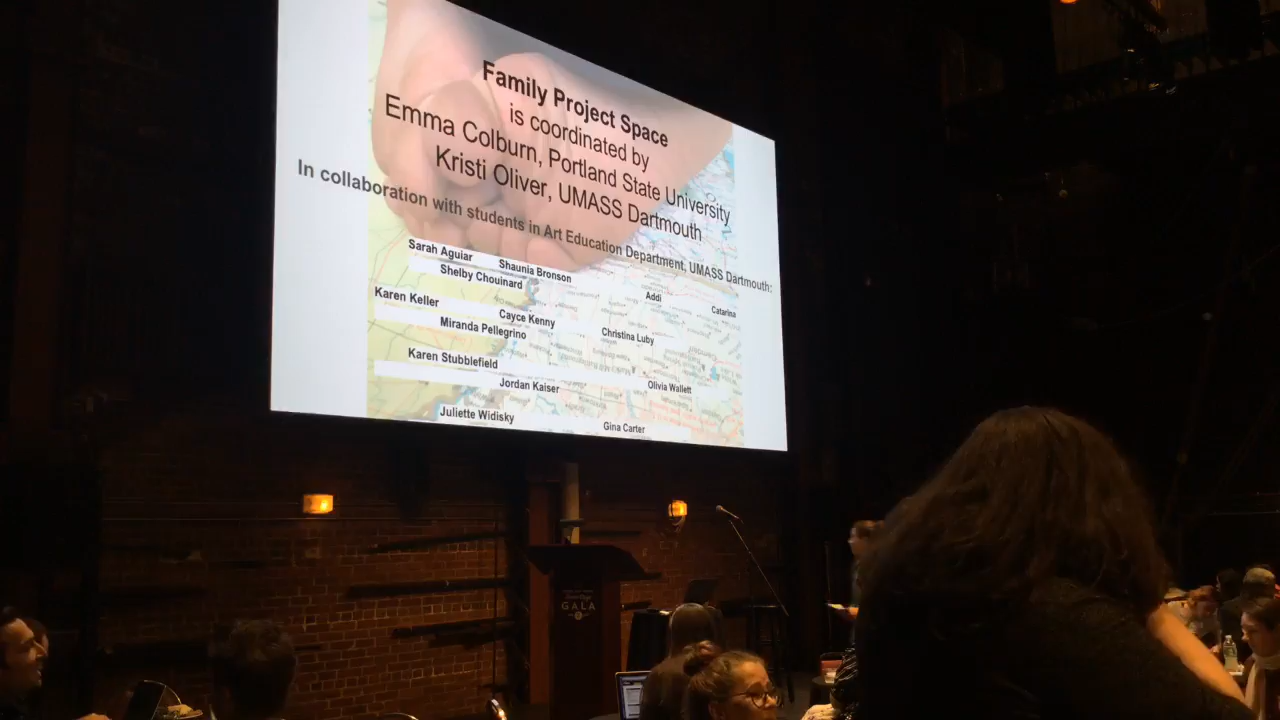 Family Project Space
is coordinated by
Emma Colburn, Portland State University
Kristi Oliver, UMASS Dartmouth
In collaboration with students in Art Education Department, UMASS Dartmouth:
Sarah Aguiar Shaunia Bronson
Shelby Chouinard Addi Catarina
Karen Keller
Cayce Kenny
Miranda Pellegrino Christina Luby
Karen Stubblefield
Jordan Kaiser Olivia Wallett
Juliette Widisky Gina Carter
GALA